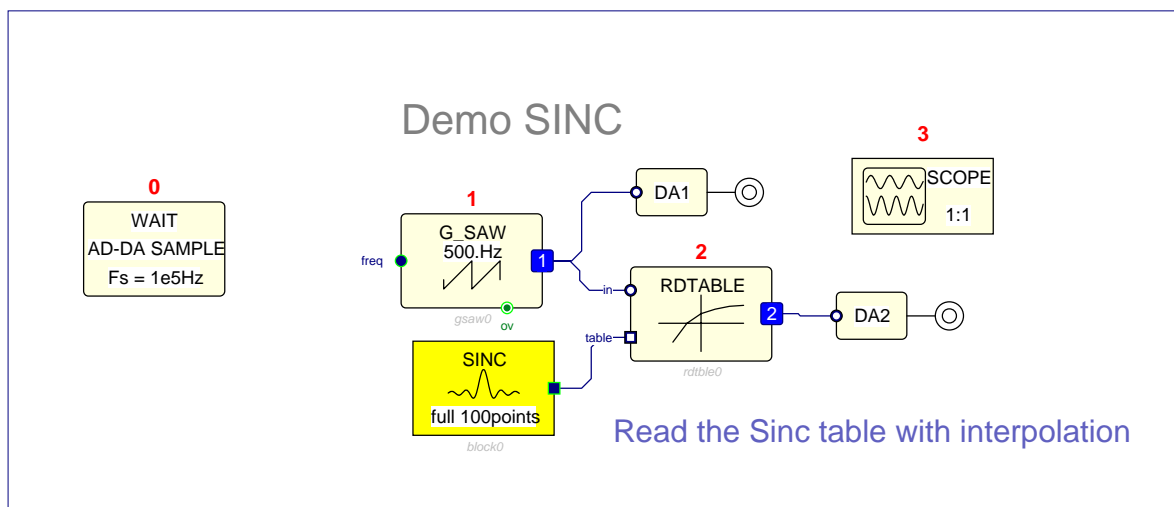 Demo SINC
0
WAIT
AD-DA SAMPLE
Fs = 1e5Hz
1
freq
G_SAW
500.Hz
1
ov
gsaw0
DA1
3
SCOPE
1:1
2
in
table
RDTABLE
2
rdtble0
DA2
SINC
full 100points
block0
Read the Sinc table with interpolation